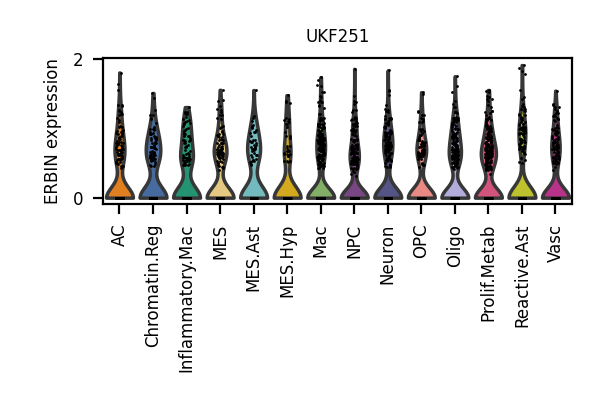 UKF251
ERBIN expression
2
0
AC
Chromatin.Reg
Inflammatory.Mac
MES
MES.Ast
MES.Hyp
Mac
NPC
Neuron
OPC
Oligo
Prolif.Metab
Reactive.Ast
Vasc